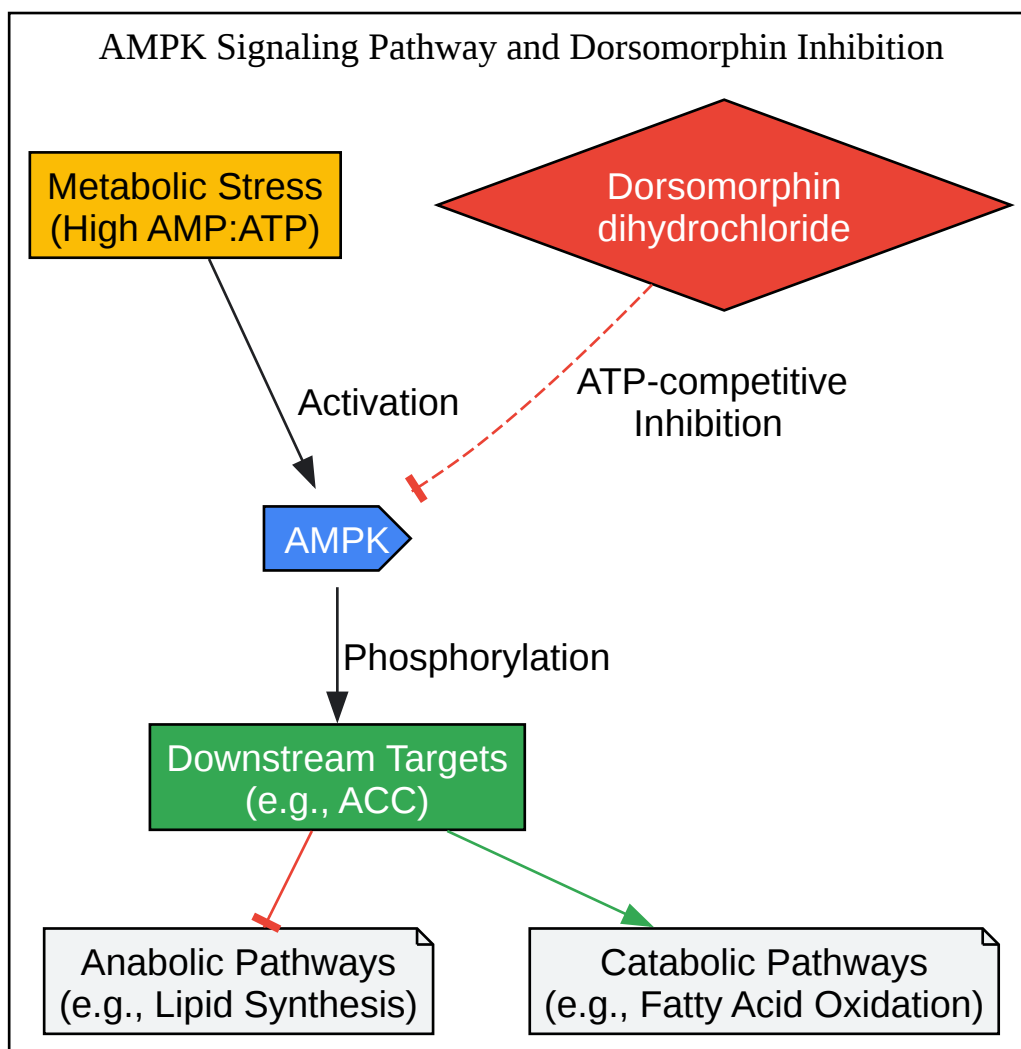 AMPK Signaling Pathway and Dorsomorphin Inhibition
Metabolic Stress
(High AMP:ATP)
Dorsomorphin
dihydrochloride
Activation
ATP-competitive
Inhibition
AMPK
Phosphorylation
Downstream Targets
(e.g., ACC)
Anabolic Pathways
(e.g., Lipid Synthesis)
Catabolic Pathways
(e.g., Fatty Acid Oxidation)